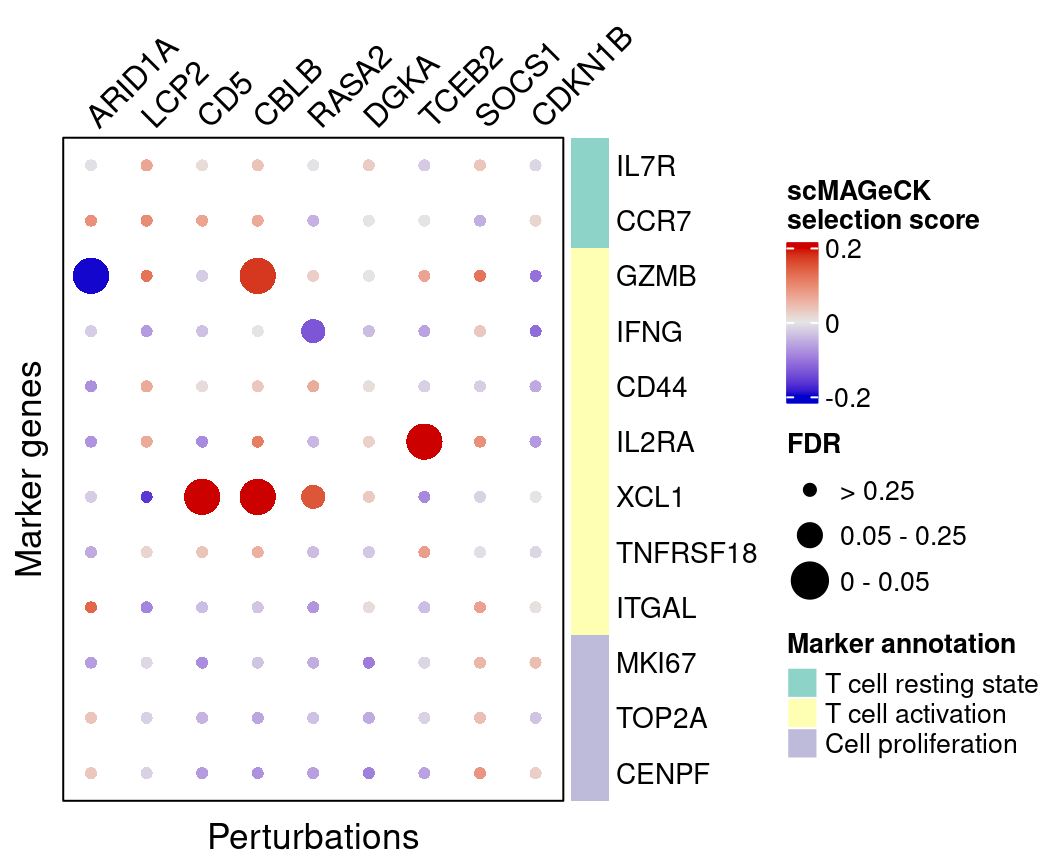 ARID1A
LCP2
CD5
CBLB
RASA2
DGKA
TCEB2
SOCS1
CDKN1B
Marker genes
IL7R
CCR7
GZMB
IFNG
CD44
IL2RA
XCL1
TNFRSF18
ITGAL
MKI67
TOP2A
CENPF
Perturbations
scMAGeCK
selection score
0.2
0
-0.2
FDR
> 0.25
0.05 - 0.25
0 - 0.05
Marker annotation
T cell resting state
T cell activation
Cell proliferation